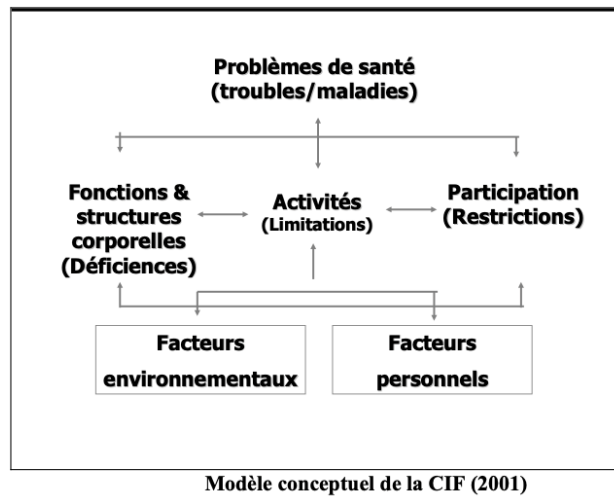 Problèmes de santé
(troubles/maladies)
Fonctions &
structures
corporelles
(Déficiences)
Activités
(Limitations)
Participation
(Restrictions)
Facteurs
environnementaux
Facteurs
personnels
Modèle conceptuel de la CIF (2001)